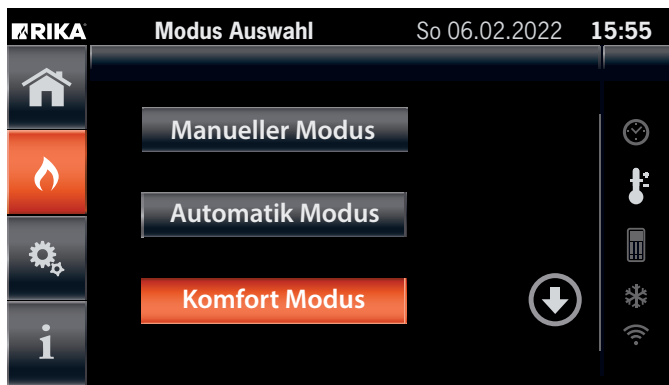 RIKA Modus Auswahl So 06.02.2022 15:55
Manueller Modus
Automatik Modus
Komfort Modus
i